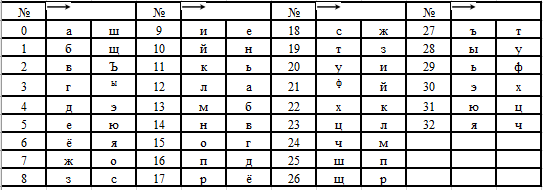 № → № → № → № →
0 а ш 9 и е 18 с ж 27 ъ т
1 б щ 10 й н 19 т з 28 ы у
2 в Ъ 11 к ь 20 у и 29 ь ф
3 г ы 12 л а 21 ф й 30 э х
4 д э 13 м б 22 х к 31 ю ц
5 е ю 14 н в 23 ц л 32 я ч
6 ё я 15 о г 24 ч м
7 ж о 16 п д 25 ш п
8 з с 17 р ё 26 щ р